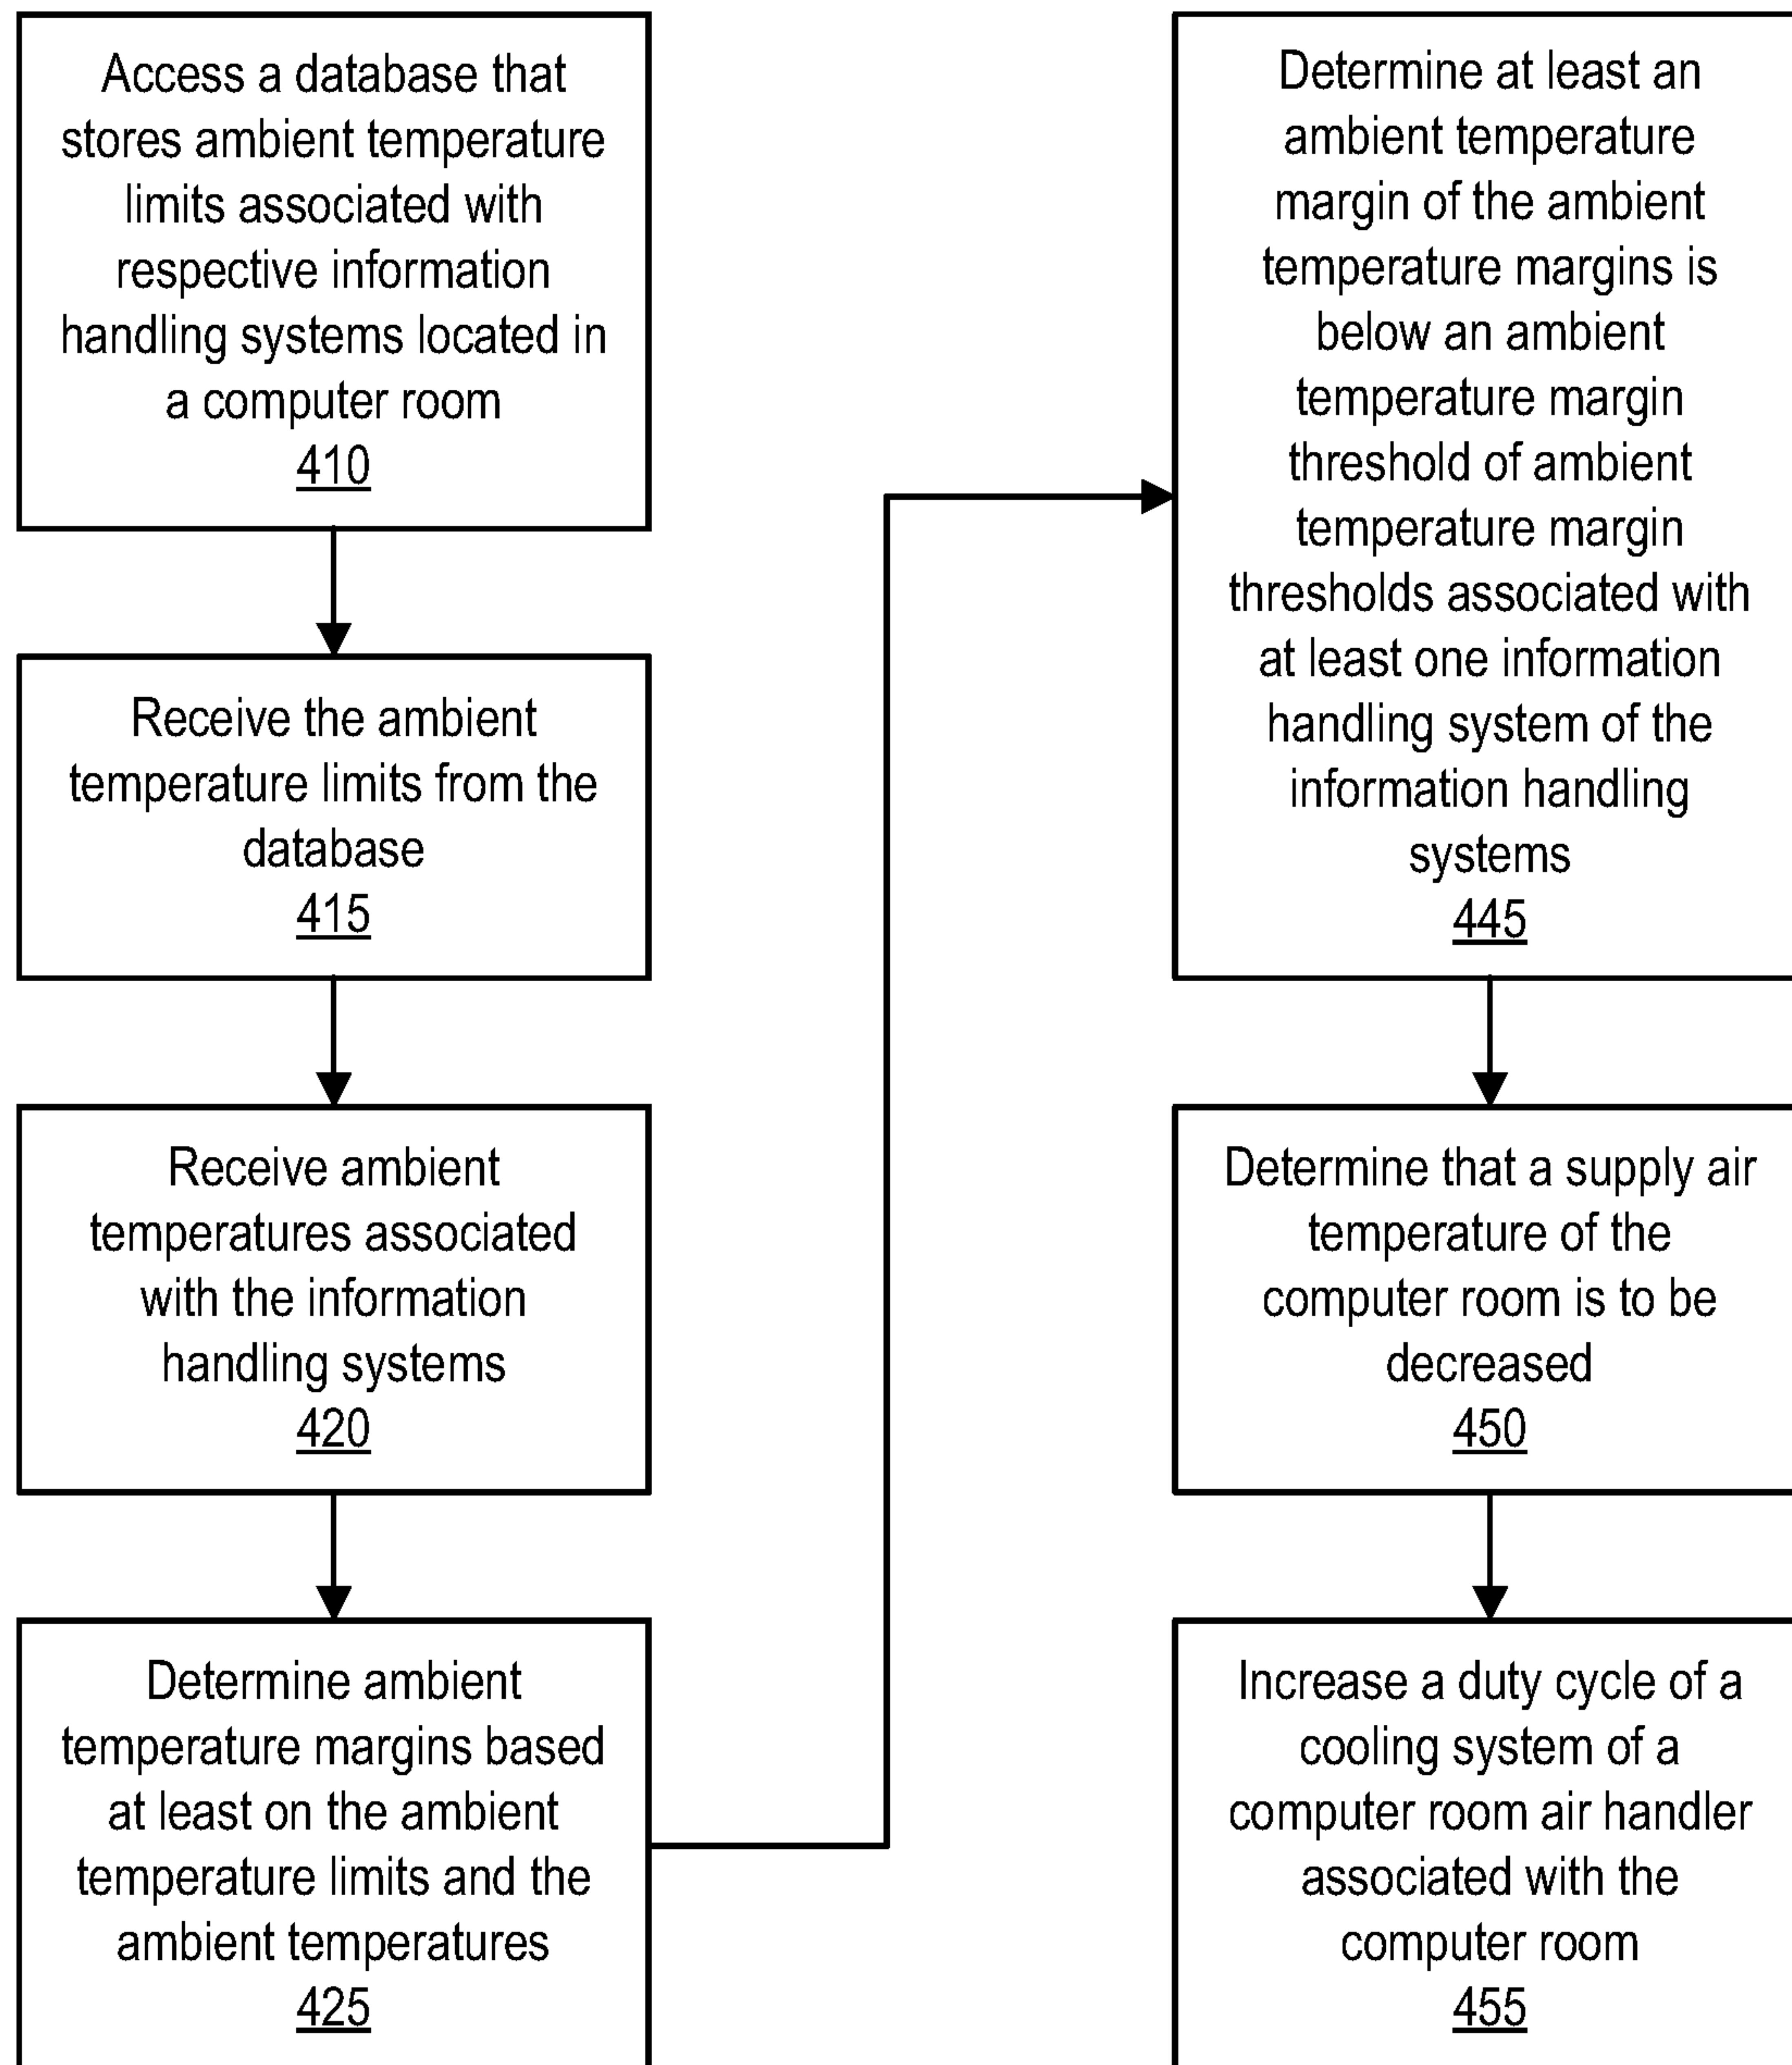 Access a database that
stores ambient temperature
limits associated with
respective information
handling systems located in
a computer room
410
Receive the ambient
temperature limits from the
database
415
Receive ambient
temperatures associated
with the information
handling systems
420
Determine ambient
temperature margins based
at least on the ambient
temperature limits and the
ambient temperatures
425
Determine at least an
ambient temperature
margin of the ambient
temperature margins is
below an ambient
temperature margin
threshold of ambient
temperature margin
thresholds associated with
at least one information
handling system of the
information handling
systems
445
Determine that a supply air
temperature of the
computer room is to be
decreased
450
Increase a duty cycle of a
cooling system of a
computer room air handler
associated with the
computer room
455